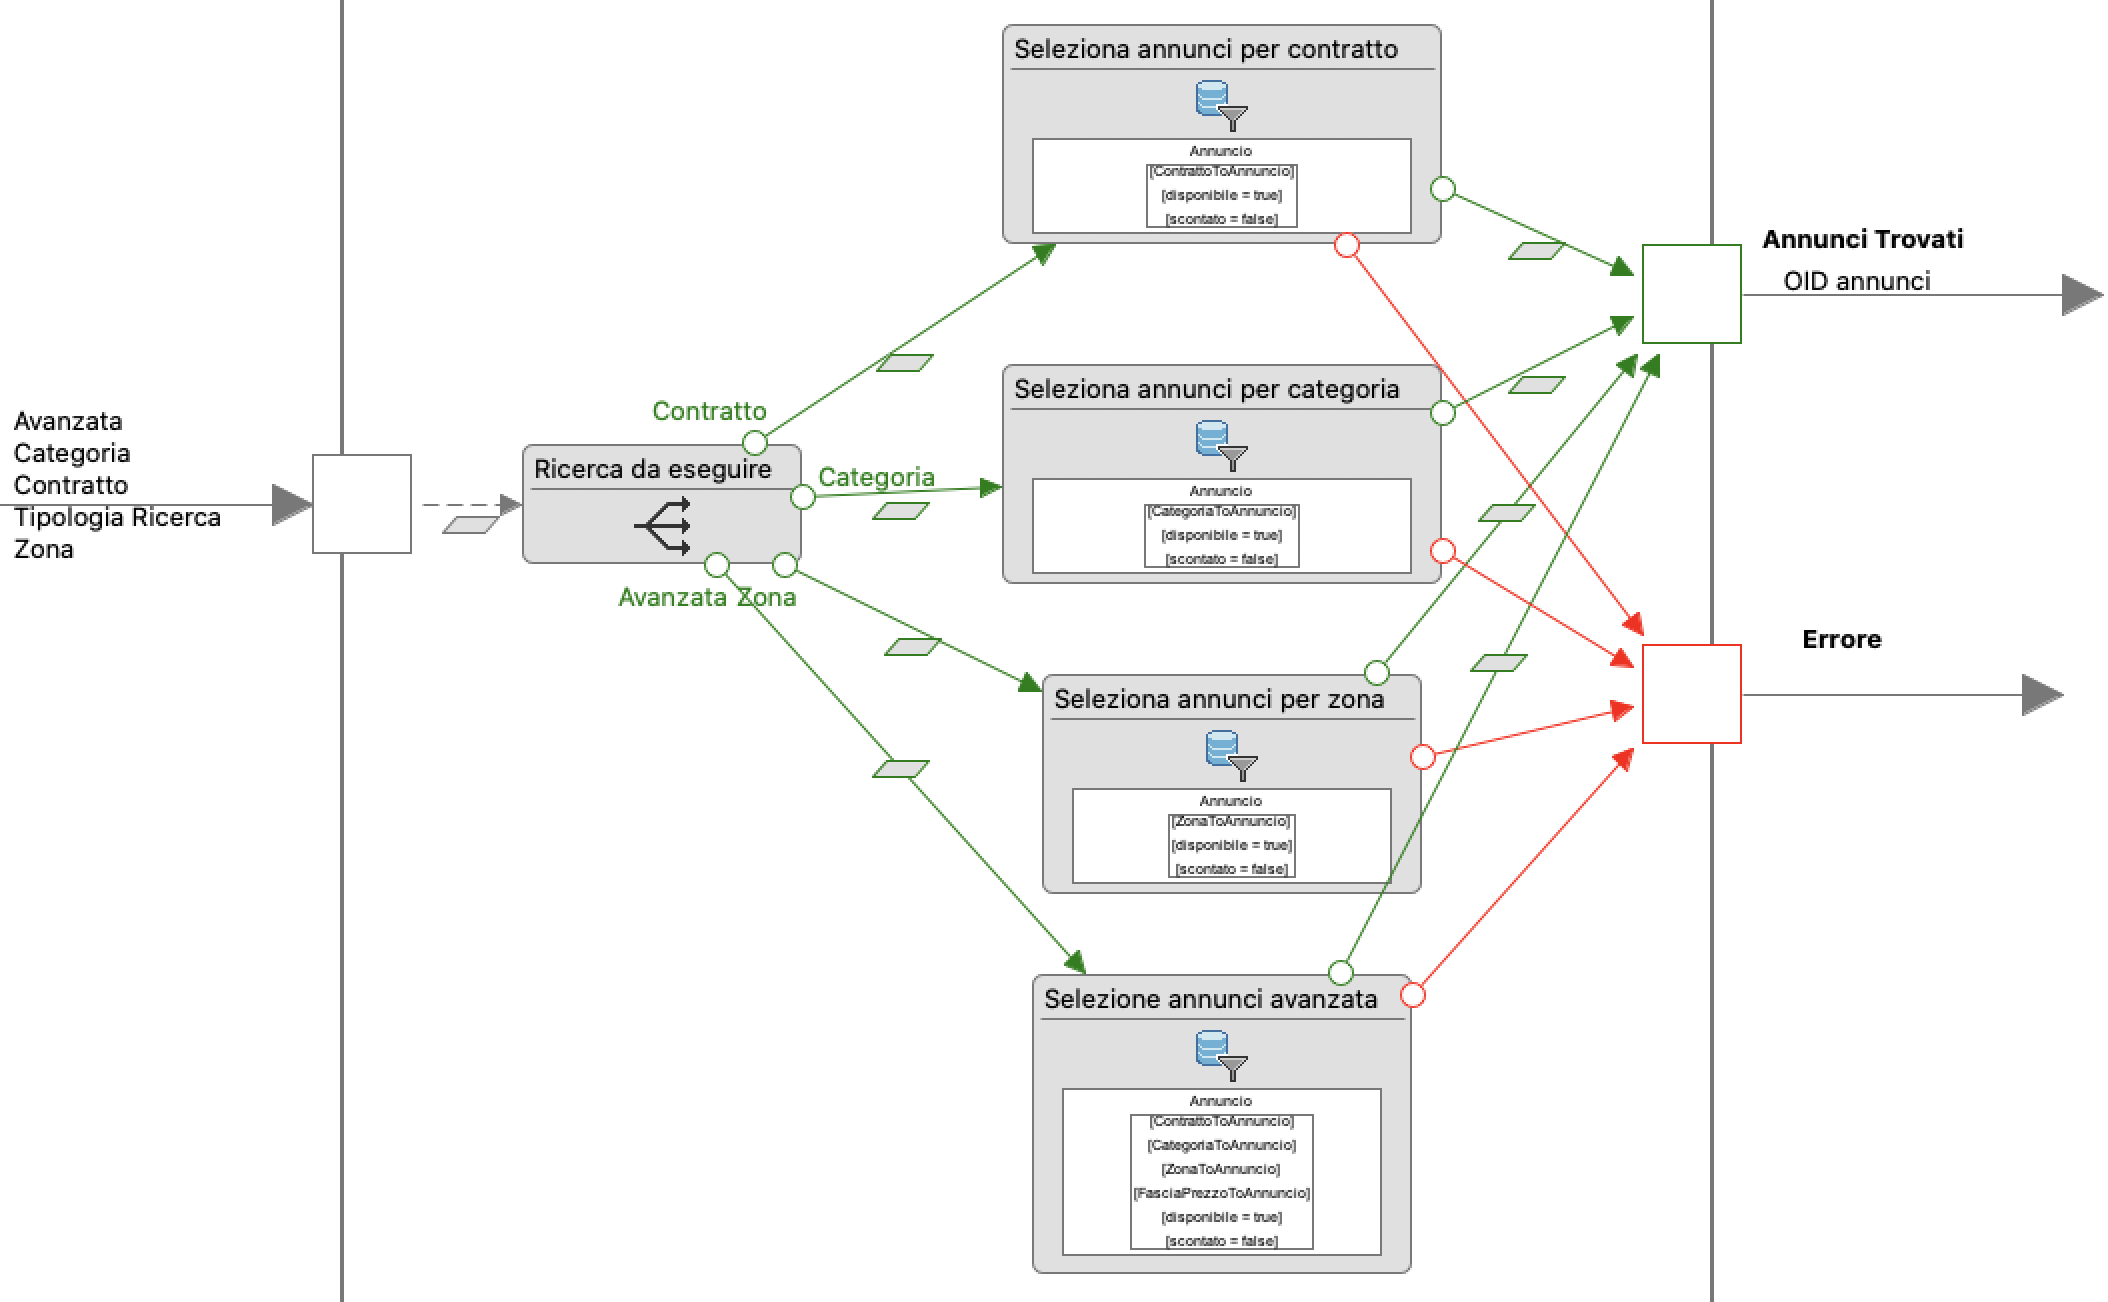 Avanzata
Categoria
Contratto
Tipologia Ricerca
Zona
Ricerca da eseguire
Contratto
Categoria
Avanzata
Zona
Seleziona annunci per contratto
Annuncio
[ContrattoToAnnuncio]
[disponibile = true]
[scontato = false]
Seleziona annunci per categoria
Annuncio
[CategoriaToAnnuncio]
[disponibile = true]
[scontato = false]
Seleziona annunci per zona
Annuncio
[ZonaToAnnuncio]
[disponibile = true]
[scontato = false]
Selezione annunci avanzata
Annuncio
[ContrattoToAnnuncio]
[CategoriaToAnnuncio]
[ZonaToAnnuncio]
[FasciaPrezzoToAnnuncio]
[disponibile = true]
[scontato = false]
Annunci Trovati
OID annunci
Errore